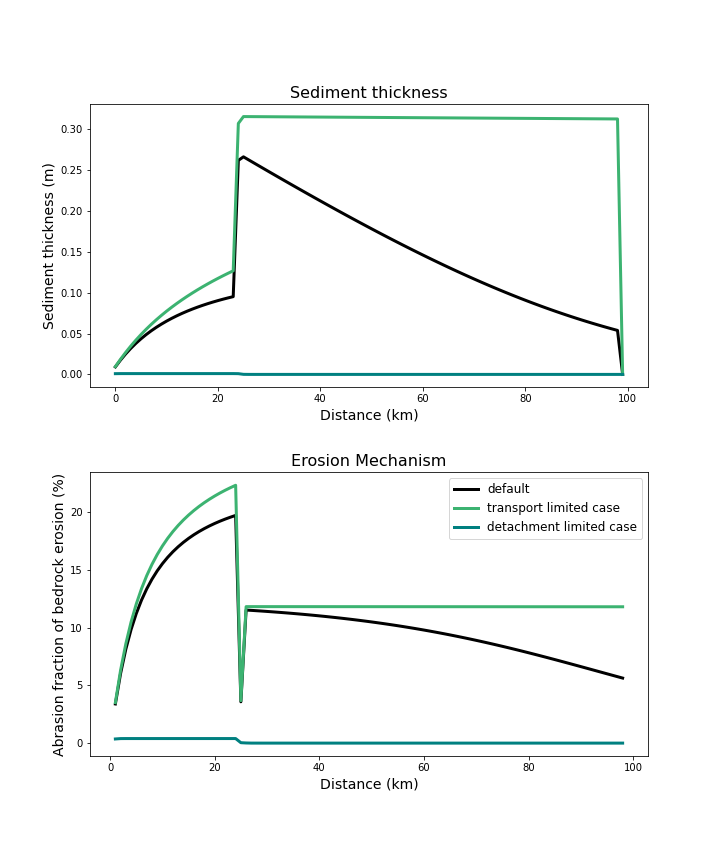 Sediment thickness
Sediment thickness (m)
0.30
0.25
0.20
0.15
0.10
0.05
0.00
0 20 40 60 80 100
Distance (km)
Erosion Mechanism
Abrasion fraction of bedrock erosion (%)
20
15
10
5
0
default
transport limited case
detachment limited case
0 20 40 60 80 100
Distance (km)